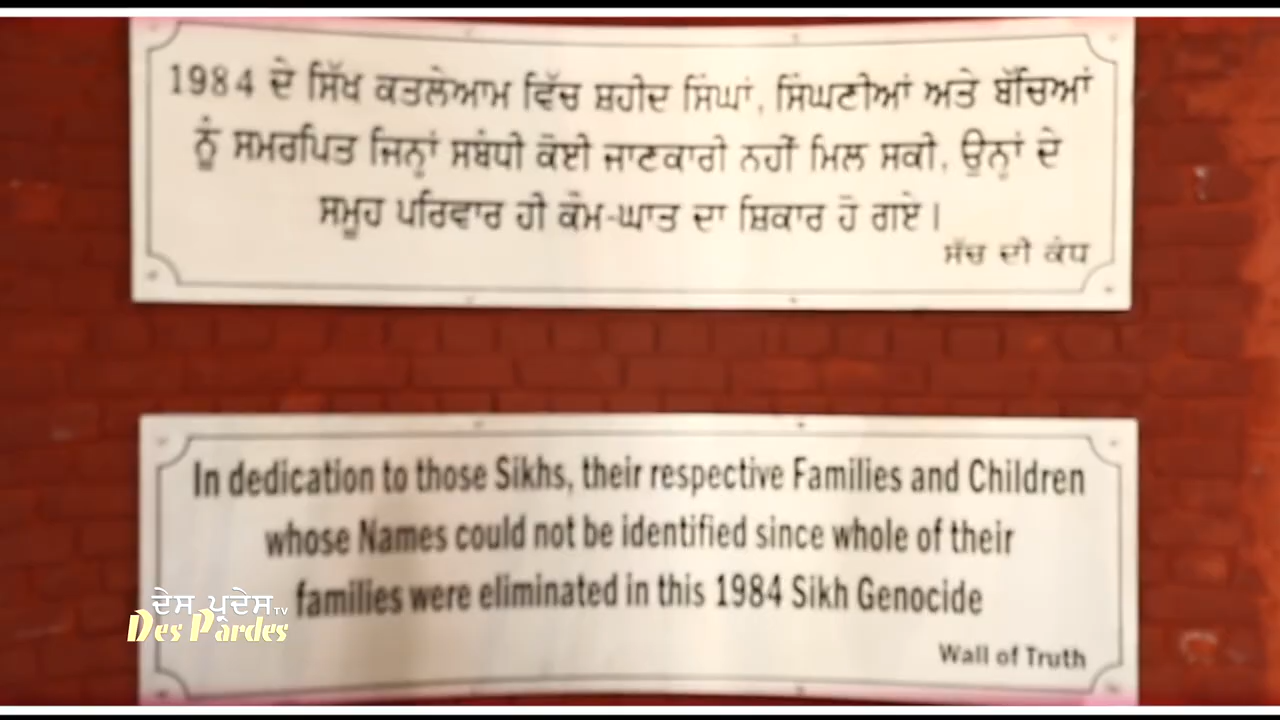 1984 ਦੇ ਸਿੱਖ ਕਤਲੇਆਮ ਵਿੱਚ ਸ਼ਹੀਦ ਸਿੰਘਾਂ, ਸਿੰਘਣੀਆਂ ਅਤੇ ਬੱਚਿਆਂ
ਨੂੰ ਸਮਰਪਿਤ ਜਿਨ੍ਹਾਂ ਸਬੰਧੀ ਕੋਈ ਜਾਣਕਾਰੀ ਨਹੀਂ ਮਿਲ ਸਕੀ, ਉਨ੍ਹਾਂ ਦੇ
ਸਮੂਹ ਪਰਿਵਾਰ ਹੀ ਕੌਮ-ਘਾਤ ਦਾ ਸ਼ਿਕਾਰ ਹੋ ਗਏ।
ਸੱਚ ਦੀ ਕੰਧ
In dedication to those Sikhs, their respective Families and Children
whose Names could not be identified since whole of their
families were eliminated in this 1984 Sikh Genocide
Wall of Truth
ਦੇਸ ਪ੍ਰਦੇਸ TV
Des Pardes